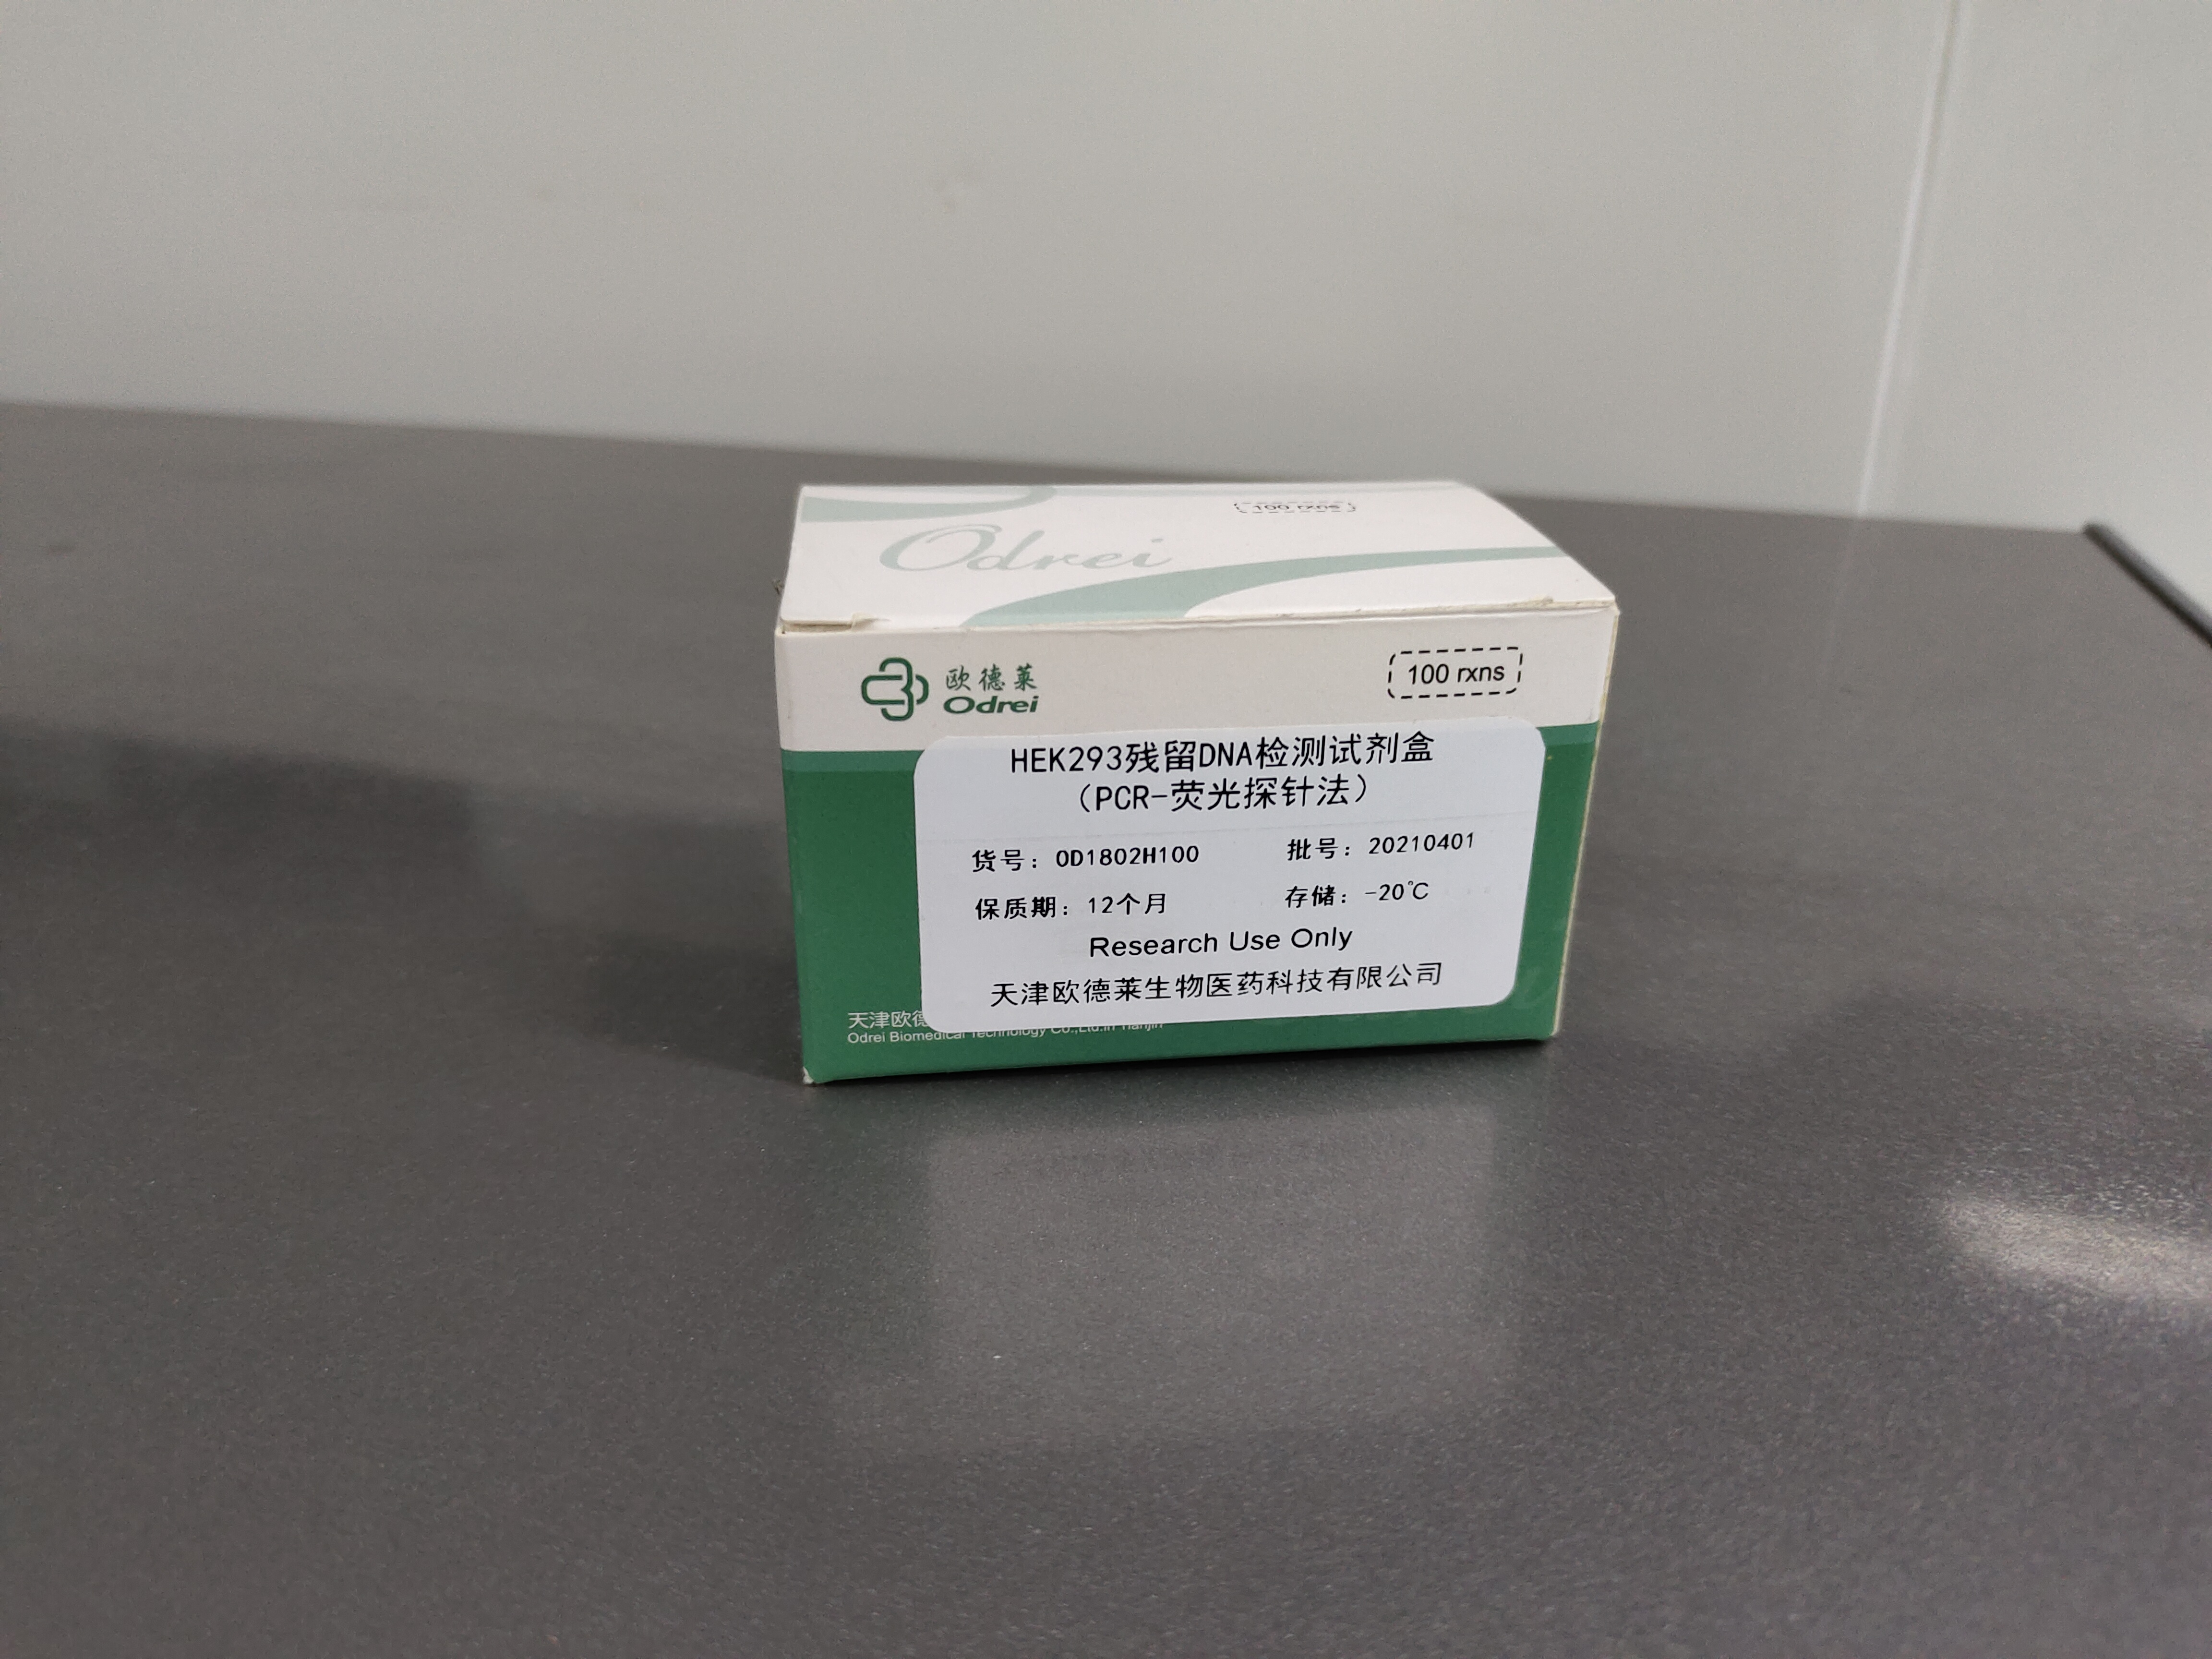 100 rxns
Odrei
欧德莱
Odrei
100 rxns
HEK293残留DNA检测试剂盒
（PCR-荧光探针法）
货号：OD1802H100 批号：20210401
保质期：12个月 存储：-20℃
Research Use Only
天津欧德莱生物医药科技有限公司
天津欧德
Odrei Biomedical Technology Co.,Ltd.in Tianjin